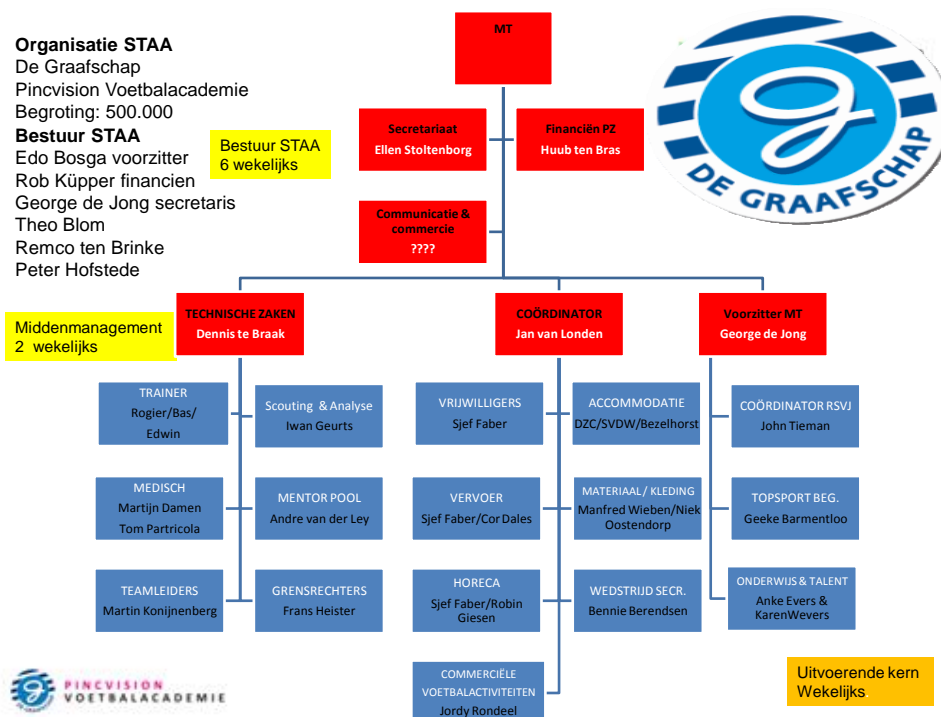 Organisatie STAA
De Graafschap
Pincvision Voetbalacademie
Begroting: 500.000
Bestuur STAA
Edo Bosga voorzitter
Rob Küpper financien
George de Jong secretaris
Theo Blom
Remco ten Brinke
Peter Hofstede
Bestuur STAA
6 wekelijks
MT
Secretariaat
Ellen Stoltenborg
Financiën PZ
Huub ten Bras
Communicatie &
commercie
????
DE GRAAFSCHAP
Middenmanagement
2 wekelijks
TECHNISCHE ZAKEN
Dennis te Braak
COÖRDINATOR
Jan van Londen
Voorzitter MT
George de Jong
TRAINER
Rogier/Bas/
Edwin
Scouting & Analyse
Iwan Geurts
VRIJWILLIGERS
Sjef Faber
ACCOMMODATIE
DZC/SVDW/Bezelhorst
COÖRDINATOR RSVJ
John Tieman
MEDISCH
Martijn Damen
Tom Partricola
MENTOR POOL
Andre van der Ley
VERVOER
Sjef Faber/Cor Dales
MATERIAAL/ KLEDING
Manfred Wieben/Niek
Oostendorp
TOPSPORT BEG.
Geeke Barmentloo
TEAMLEIDERS
Martin Konijnenberg
GRENSRECHTERS
Frans Heister
HORECA
Sjef Faber/Robin
Giesen
WEDSTRIJD SECR.
Bennie Berendsen
ONDERWIJS & TALENT
Anke Evers &
KarenWevers
COMMERCIËLE
VOETBALACTIVITEITEN
Jordy Rondeel
Uitvoerende kern
Wekelijks
DE GRAAFSCHAP
PINCVISION
VOETBALACADEMIE